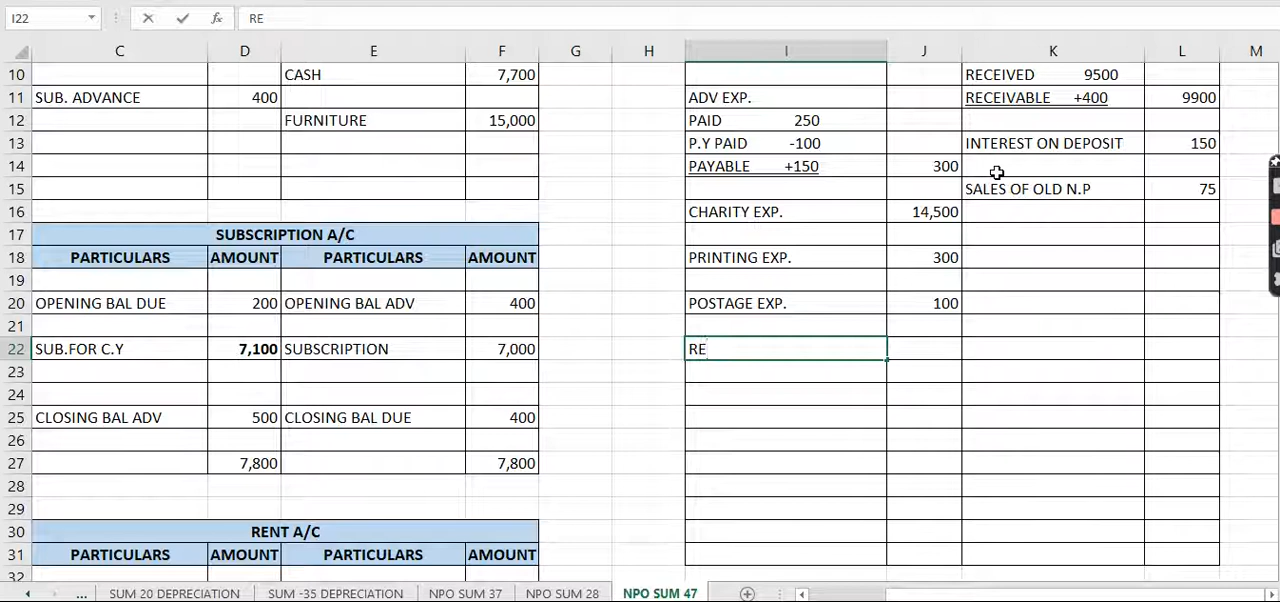 I22 fx RE
C D E F G H I J K L M
10 CASH 7,700 RECEIVED 9500
11 SUB. ADVANCE 400 ADV EXP. RECEIVABLE +400 9900
12 FURNITURE 15,000 PAID 250
13 P.Y PAID -100 INTEREST ON DEPOSIT 150
14 PAYABLE +150 300
15 SALES OF OLD N.P 75
16 CHARITY EXP. 14,500
17 SUBSCRIPTION A/C
18 PARTICULARS AMOUNT PARTICULARS AMOUNT PRINTING EXP. 300
19
20 OPENING BAL DUE 200 OPENING BAL ADV 400 POSTAGE EXP. 100
21
22 SUB.FOR C.Y 7,100 SUBSCRIPTION 7,000 RE
23
24
25 CLOSING BAL ADV 500 CLOSING BAL DUE 400
26
27 7,800 7,800
28
29
30 RENT A/C
31 PARTICULARS AMOUNT PARTICULARS AMOUNT
32
... SUM 20 DEPRECIATION SUM -35 DEPRECIATION NPO SUM 37 NPO SUM 28 NPO SUM 47